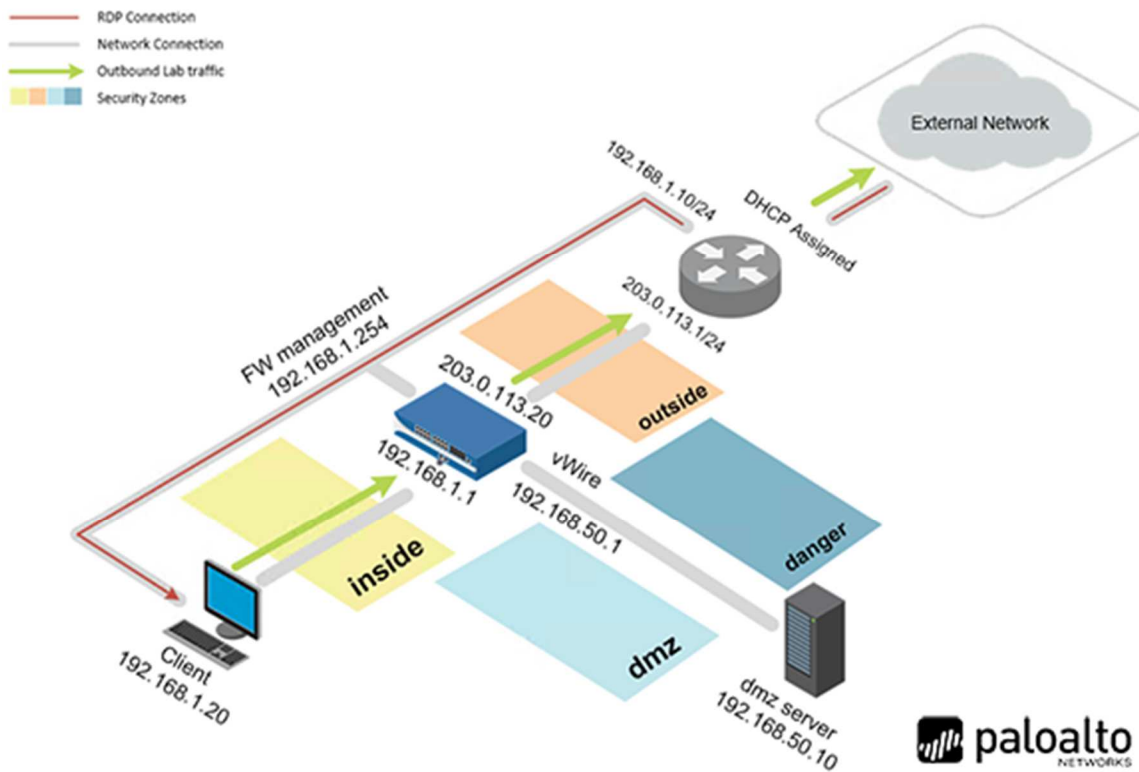 RDP Connection
Network Connection
Outbound Lab traffic
Security Zones
External Network
192.168.1.10/24
DHCP Assigned
203.0.113.1/24
FW management
192.168.1.254
203.0.113.20
outside
192.168.1.1
vWire
192.168.50.1
danger
inside
dmz
Client
192.168.1.20
dmz server
192.168.50.10
paloalto
NETWORKS